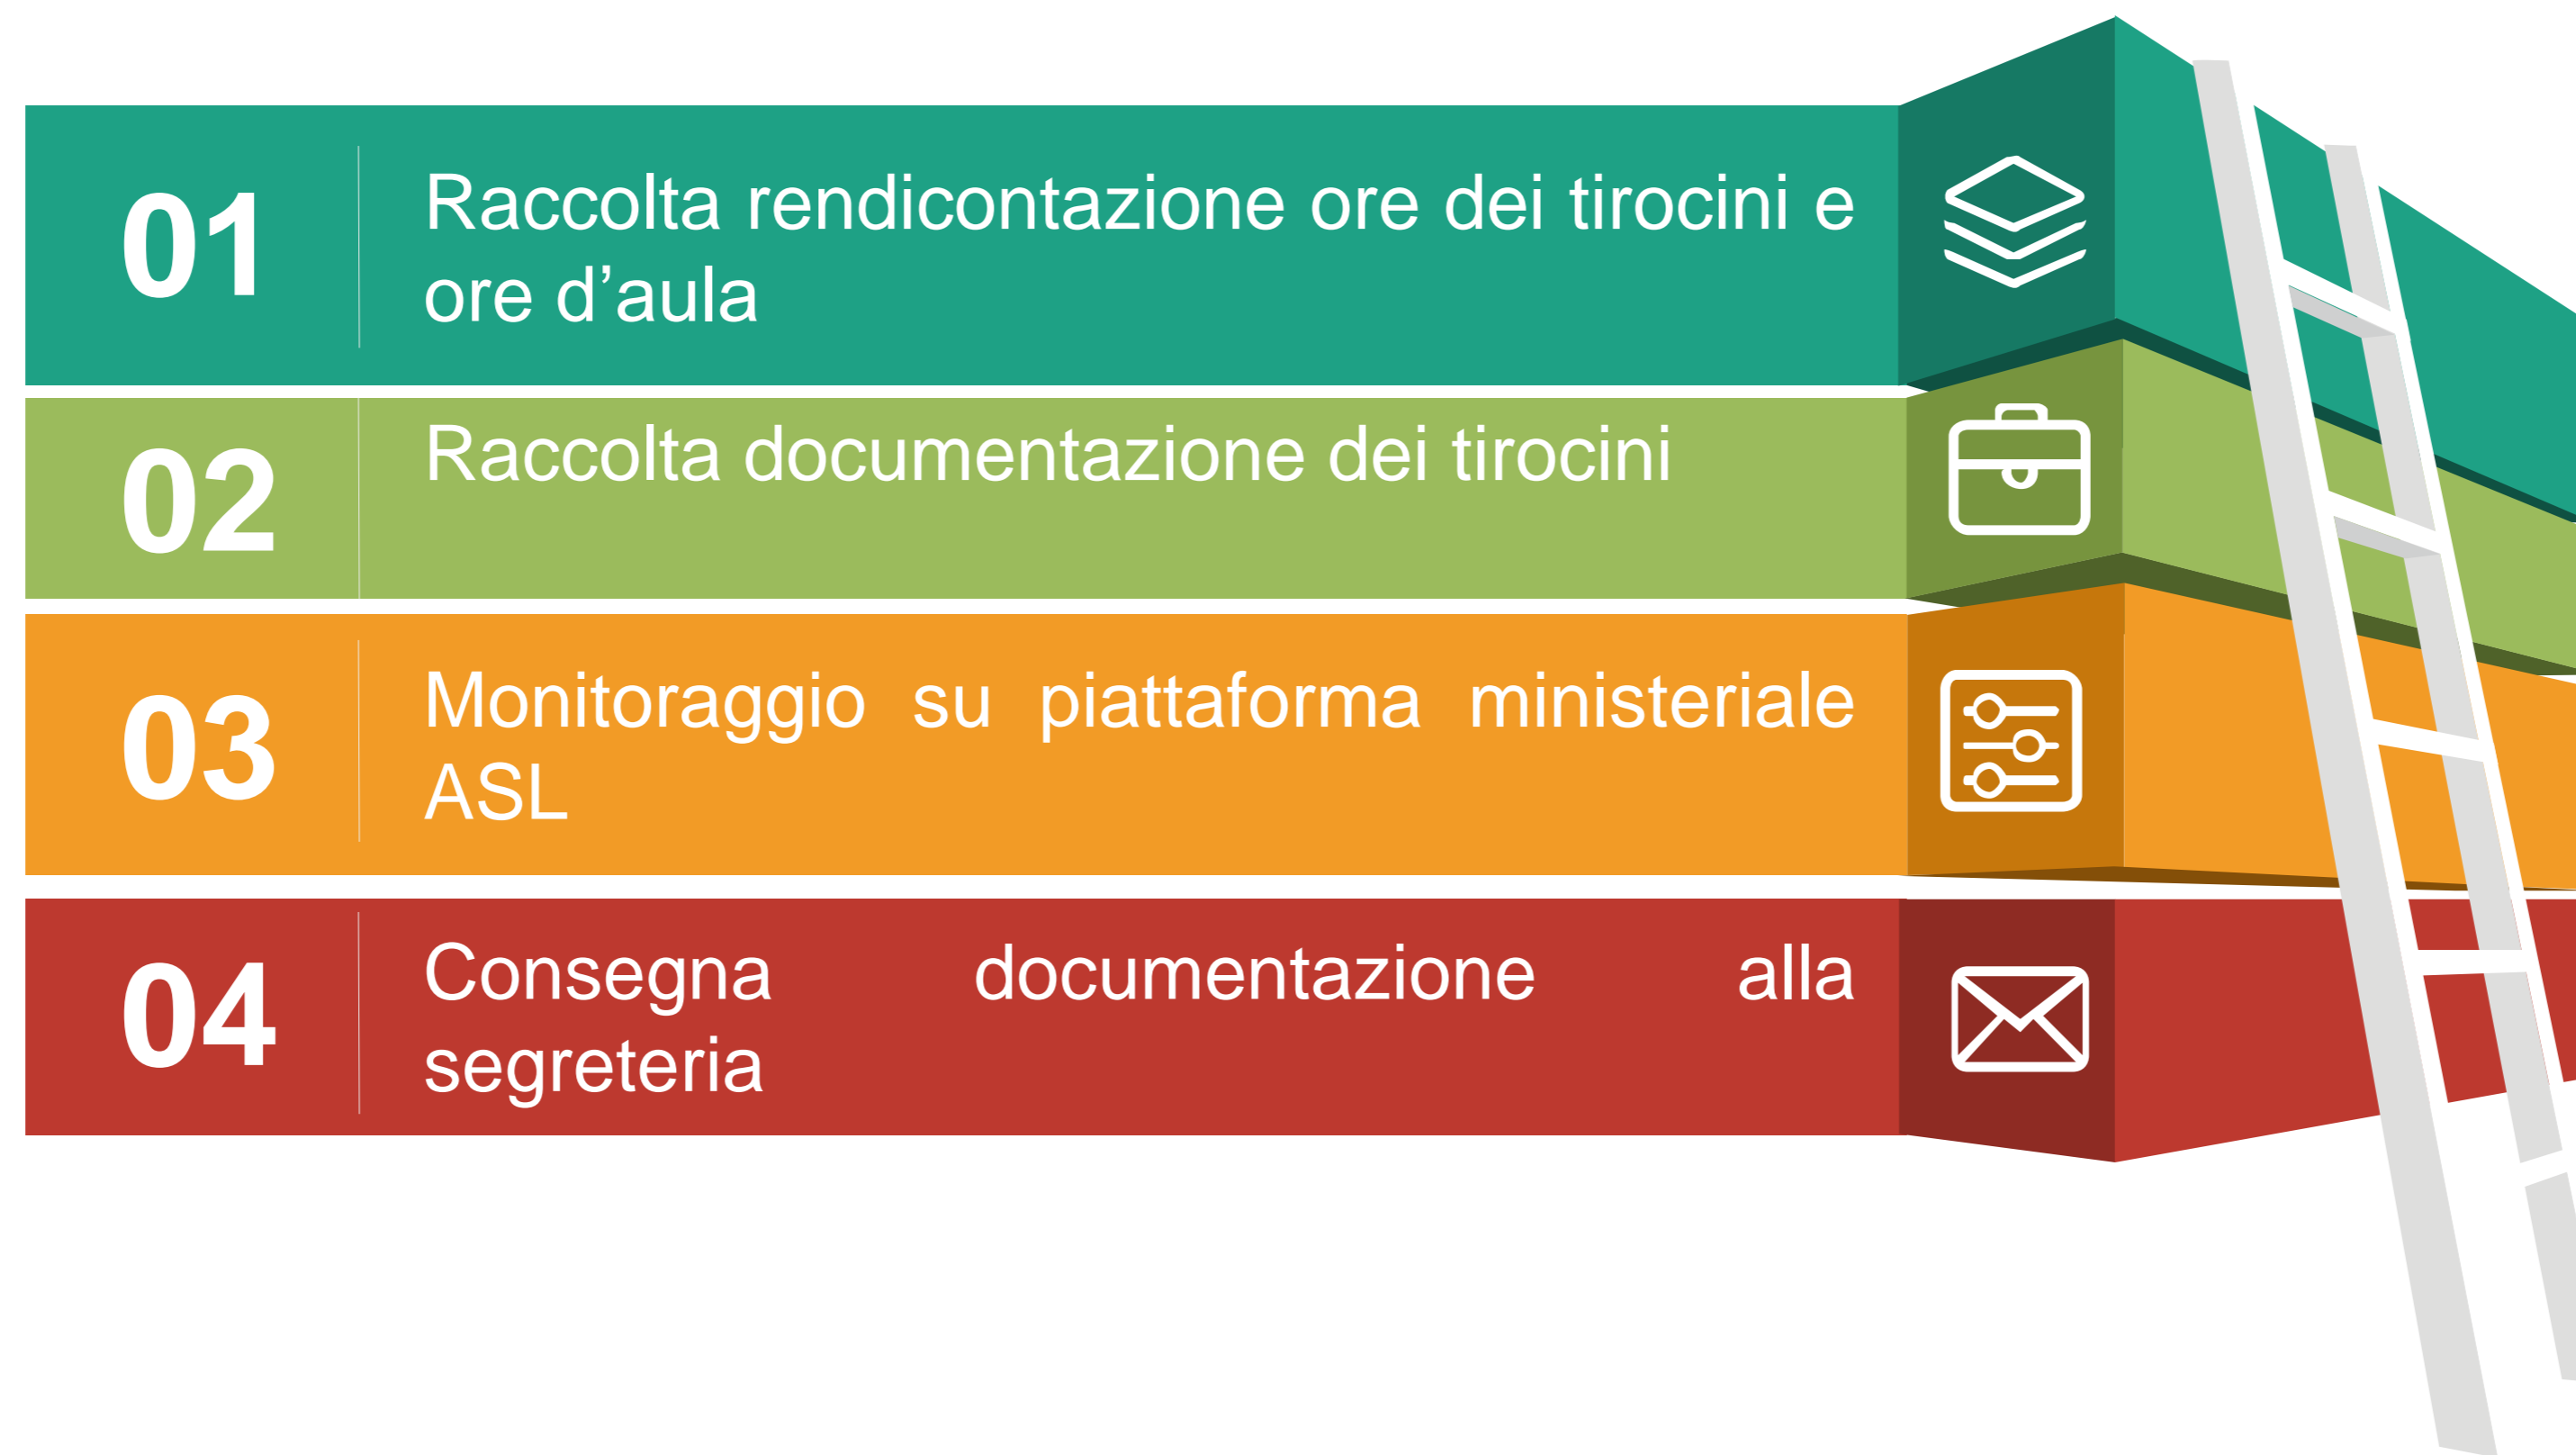 01
Raccolta rendicontazione ore dei tirocini e
ore d’aula
02
Raccolta documentazione dei tirocini
03
Monitoraggio su piattaforma ministeriale
ASL
04
Consegna documentazione alla
segreteria